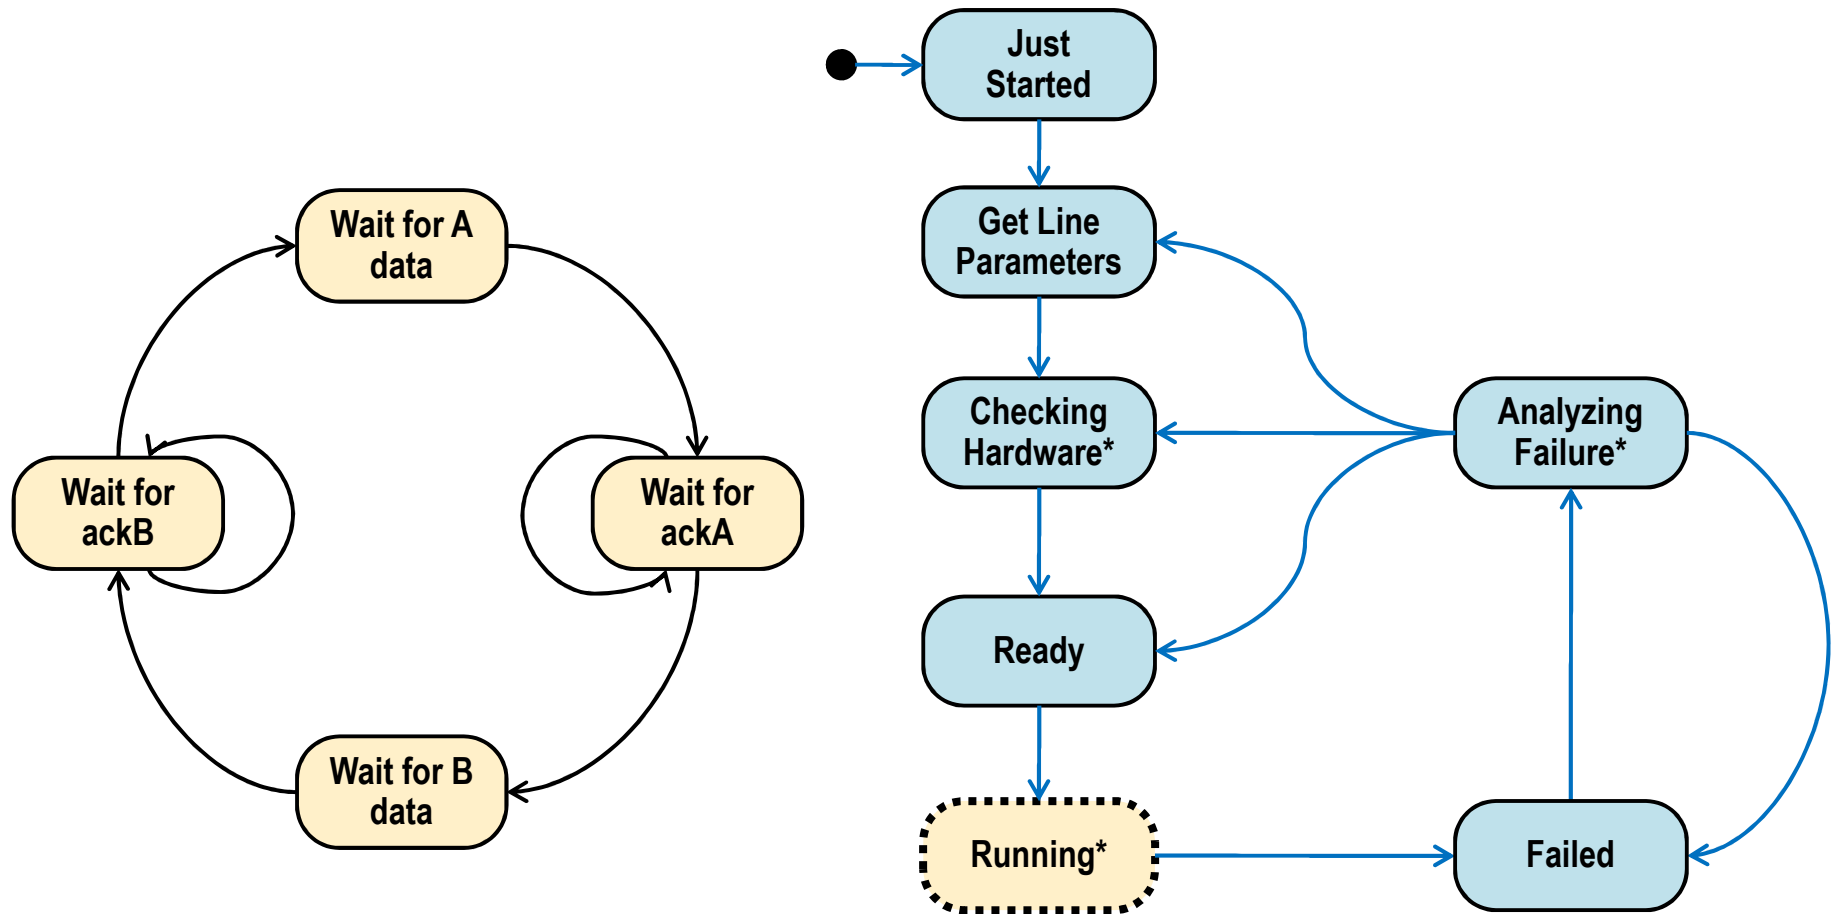 Wait for A
data
Wait for
ackB
Wait for
ackA
Wait for B
data
Just
Started
Get Line
Parameters
Checking
Hardware*
Analyzing
Failure*
Ready
Running*
Failed